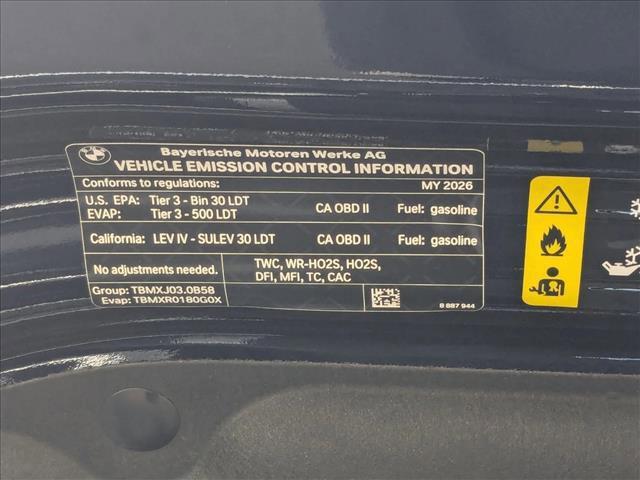 BMW
Bayerische Motoren Werke AG
VEHICLE EMISSION CONTROL INFORMATION
Conforms to regulations: MY 2026
U.S. EPA: Tier 3 - Bin 30 LDT CA OBD II Fuel: gasoline
EVAP: Tier 3 - 500 LDT
California: LEV IV - SULEV 30 LDT CA OBD II Fuel: gasoline
No adjustments needed. TWC, WR-HO2S, HO2S,
DFI, MFI, TC, CAC
Group: TBMXJ03.0B58
Evap: TBMXR0180G0X
8 887 944